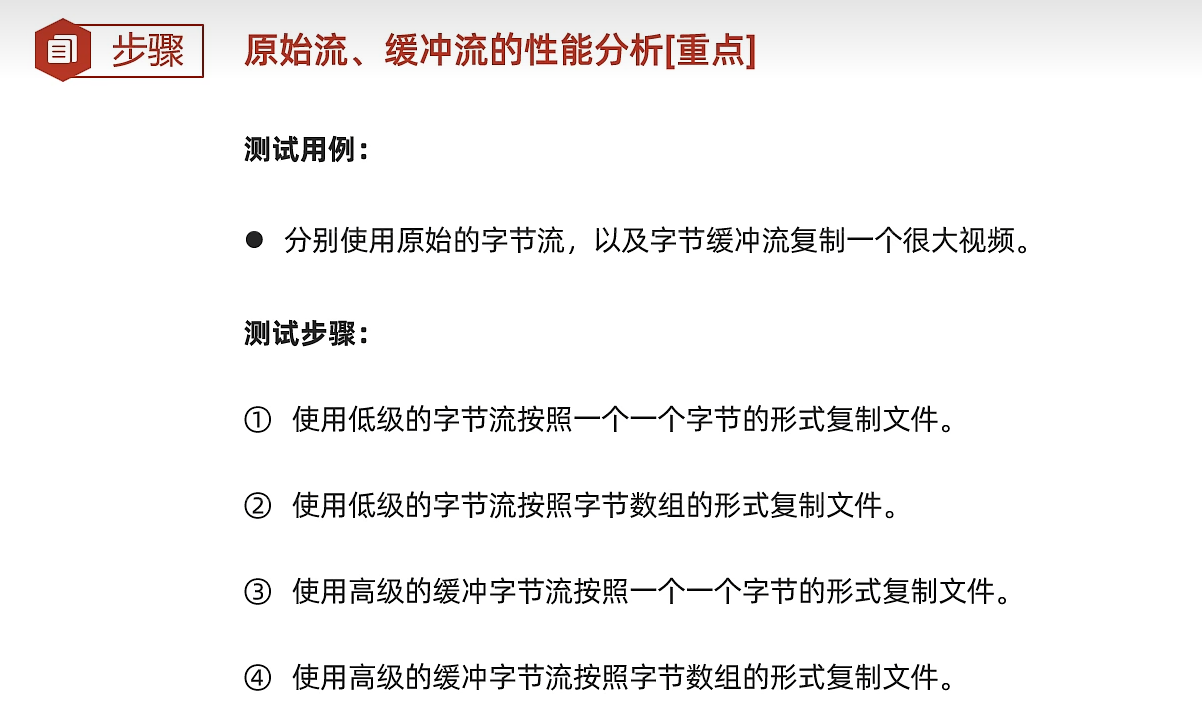 步骤
原始流、缓冲流的性能分析[重点]
测试用例：
● 分别使用原始的字节流，以及字节缓冲流复制一个很大视频。
测试步骤：
① 使用低级的字节流按照一个一个字节的形式复制文件。
② 使用低级的字节流按照字节数组的形式复制文件。
③ 使用高级的缓冲字节流按照一个一个字节的形式复制文件。
④ 使用高级的缓冲字节流按照字节数组的形式复制文件。